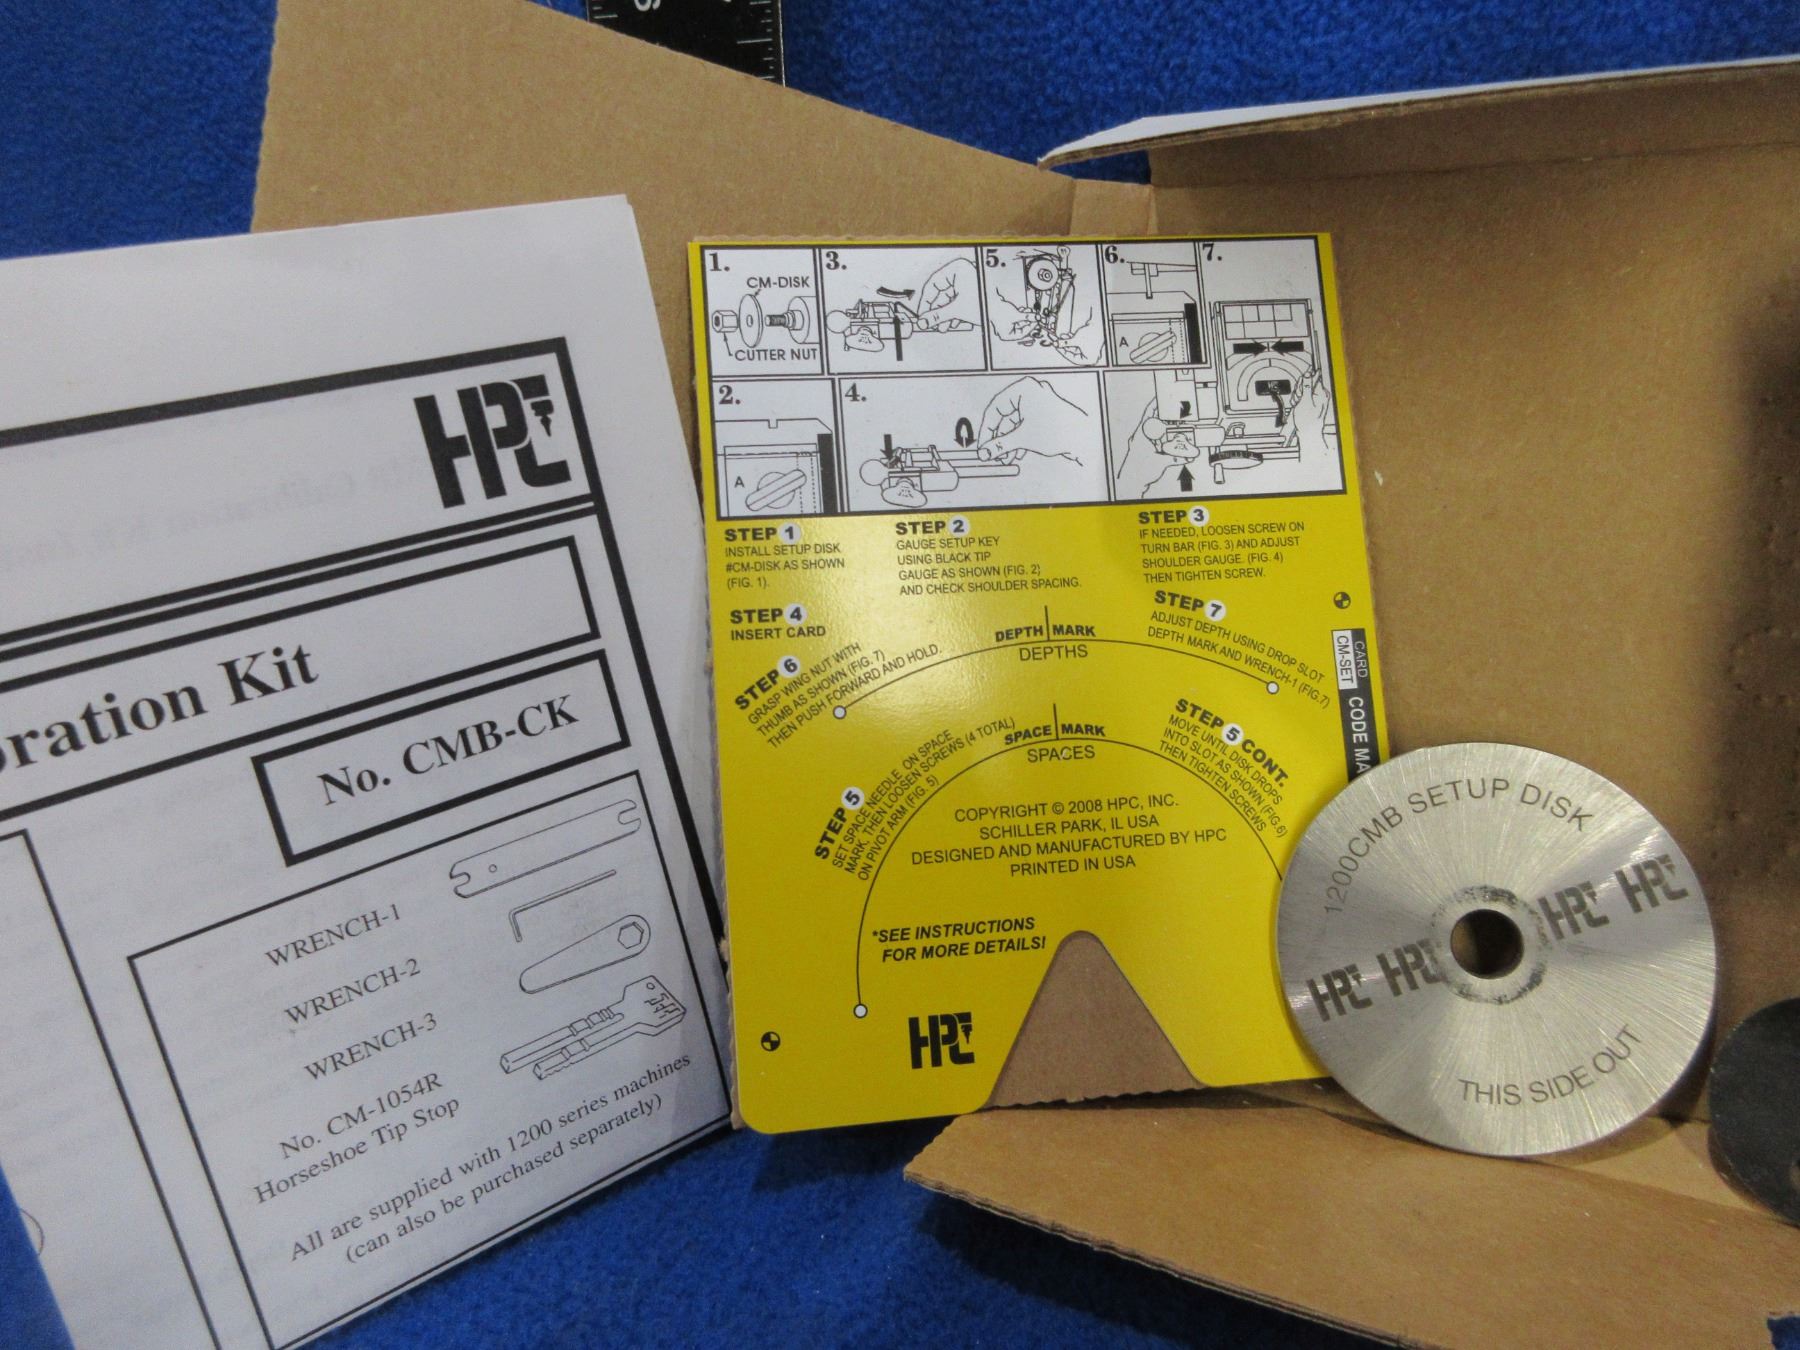 HPC
oration Kit
No. CMB-CK
WRENCH-1
WRENCH-2
WRENCH-3
No. CM-1054R
Horseshoe Tip Stop
All are supplied with 1200 series machines
(can also be purchased separately)
1.
CM-DISK
CUTTER NUT
2.
A
3.
4.
5.
6.
A
7.
STEP 1
INSTALL SETUP DISK
#CM-DISK AS SHOWN
(FIG. 1).
STEP 2
GAUGE SETUP KEY
USING BLACK TIP
GAUGE AS SHOWN (FIG. 2)
AND CHECK SHOULDER SPACING.
STEP 3
IF NEEDED, LOOSEN SCREW ON
TURN BAR (FIG. 3) AND ADJUST
SHOULDER GAUGE. (FIG. 4)
THEN TIGHTEN SCREW.
STEP 4
INSERT CARD
STEP 6
GRASP WING NUT WITH
THUMB AS SHOWN (FIG. 7)
THEN PUSH FORWARD AND HOLD.
DEPTH MARK
DEPTHS
STEP 7
ADJUST DEPTH USING DROP SLOT
DEPTH MARK AND WRENCH-1 (FIG.7)
STEP 5
SET SPACE NEEDLE ON SPACE
MARK, THEN LOOSEN SCREWS (4 TOTAL)
ON PIVOT ARM (FIG. 5)
SPACE MARK
SPACES
STEP 5 CONT.
MOVE UNTIL DISK DROPS
INTO SLOT AS SHOWN (FIG.6)
THEN TIGHTEN SCREWS
COPYRIGHT © 2008 HPC, INC.
SCHILLER PARK, IL USA
DESIGNED AND MANUFACTURED BY HPC
PRINTED IN USA
*SEE INSTRUCTIONS
FOR MORE DETAILS!
HPC
CARD
CM-SET
CODE MA
1200CMB SETUP DISK
HPC HPC HPC HPC
THIS SIDE OUT